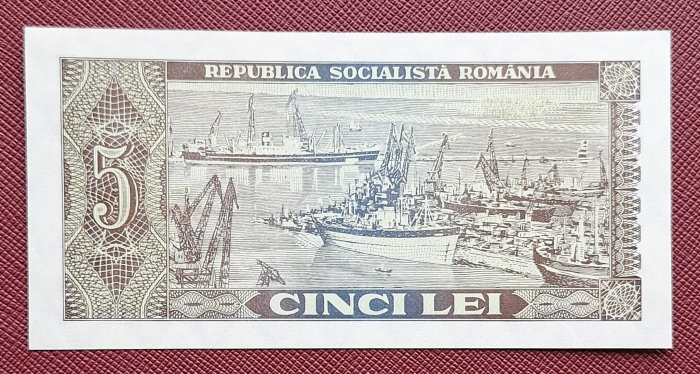 REPUBLICA SOCIALISTĂ ROMÂNIA
5
CINCI LEI